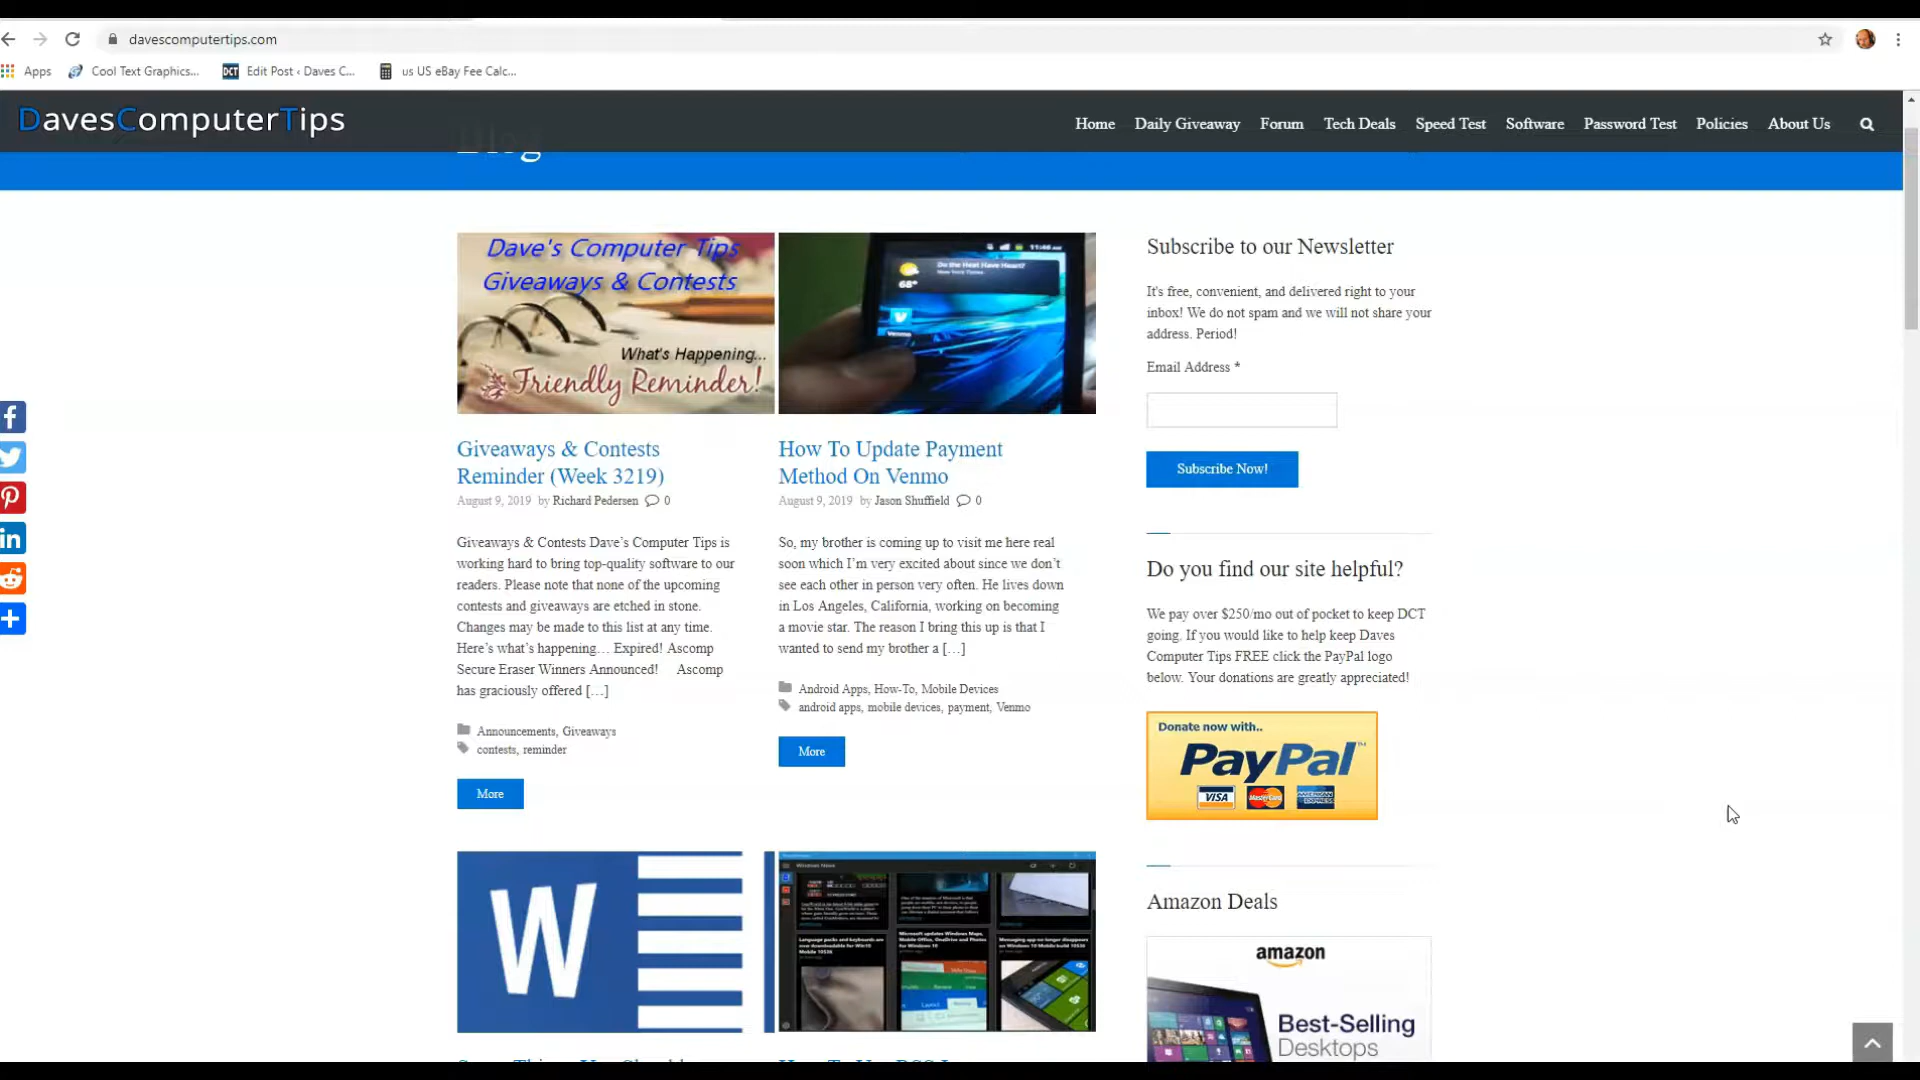 davescomputertips.com
Apps
Cool Text Graphics...
Edit Post ‹ Daves C...
us US eBay Fee Calc...
DavesComputerTips
Home
Daily Giveaway
Forum
Tech Deals
Speed Test
Software
Password Test
Policies
About Us
Blog
Dave's Computer Tips
Giveaways & Contests
What's Happening...
Friendly Reminder!
Giveaways & Contests
Reminder (Week 3219)
August 9, 2019 by Richard Pedersen 0
Giveaways & Contests Dave’s Computer Tips is
working hard to bring top-quality software to our
readers. Please note that none of the upcoming
contests and giveaways are etched in stone.
Changes may be made to this list at any time.
Here’s what’s happening… Expired! Ascomp
Secure Eraser Winners Announced! Ascomp
has graciously offered […]
Announcements, Giveaways
contests, reminder
More
11:46 AM
68°
Venmo
How To Update Payment
Method On Venmo
August 9, 2019 by Jason Shuffield 0
So, my brother is coming up to visit me here real
soon which I’m very excited about since we don’t
see each other in person very often. He lives down
in Los Angeles, California, working on becoming
a movie star. The reason I bring this up is that I
wanted to send my brother a […]
Android Apps, How-To, Mobile Devices
android apps, mobile devices, payment, Venmo
More
W
Subscribe to our Newsletter
It's free, convenient, and delivered right to your
inbox! We do not spam and we will not share your
address. Period!
Email Address *
Subscribe Now!
Do you find our site helpful?
We pay over $250/mo out of pocket to keep DCT
going. If you would like to help keep Daves
Computer Tips FREE click the PayPal logo
below. Your donations are greatly appreciated!
Donate now with..
PayPal
VISA MasterCard AMERICAN EXPRESS
Amazon Deals
amazon
Best-Selling
Desktops